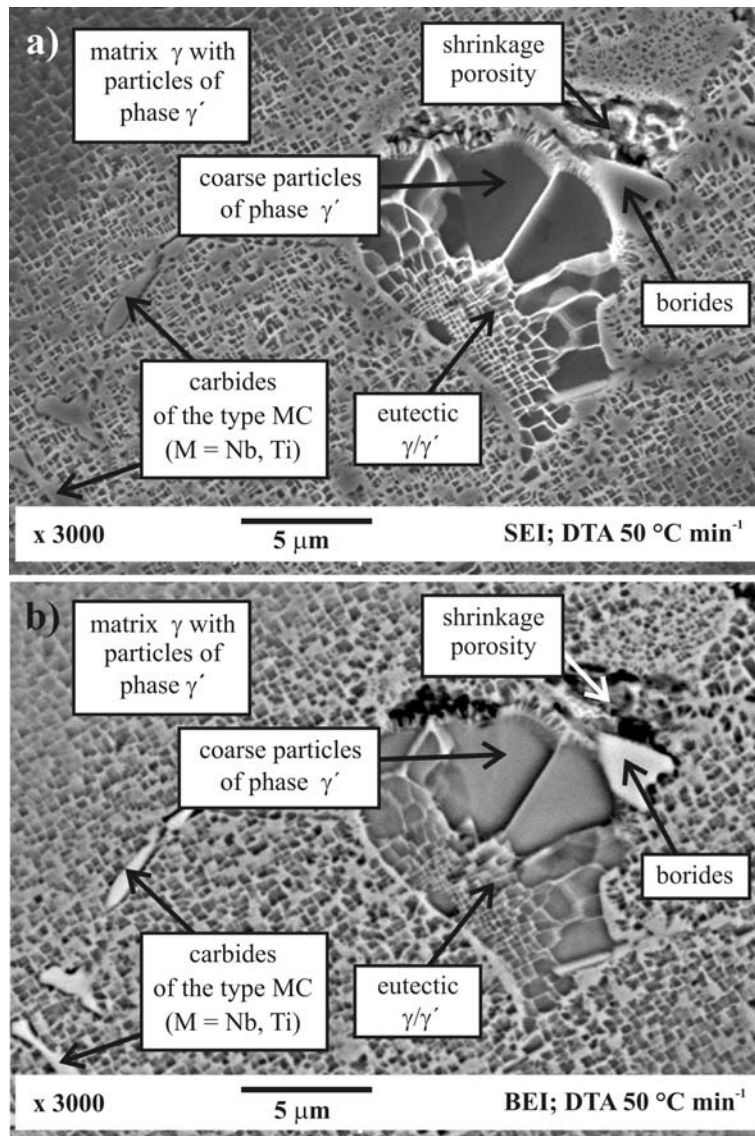 a)
matrix γ with
particles of
phase γ´
shrinkage
porosity
coarse particles
of phase γ´
borides
carbides
of the type MC
(M = Nb, Ti)
eutectic
γ/γ´
x 3000
5 μm
SEI; DTA 50 °C min⁻¹
b)
matrix γ with
particles of
phase γ´
shrinkage
porosity
coarse particles
of phase γ´
borides
carbides
of the type MC
(M = Nb, Ti)
eutectic
γ/γ´
x 3000
5 μm
BEI; DTA 50 °C min⁻¹